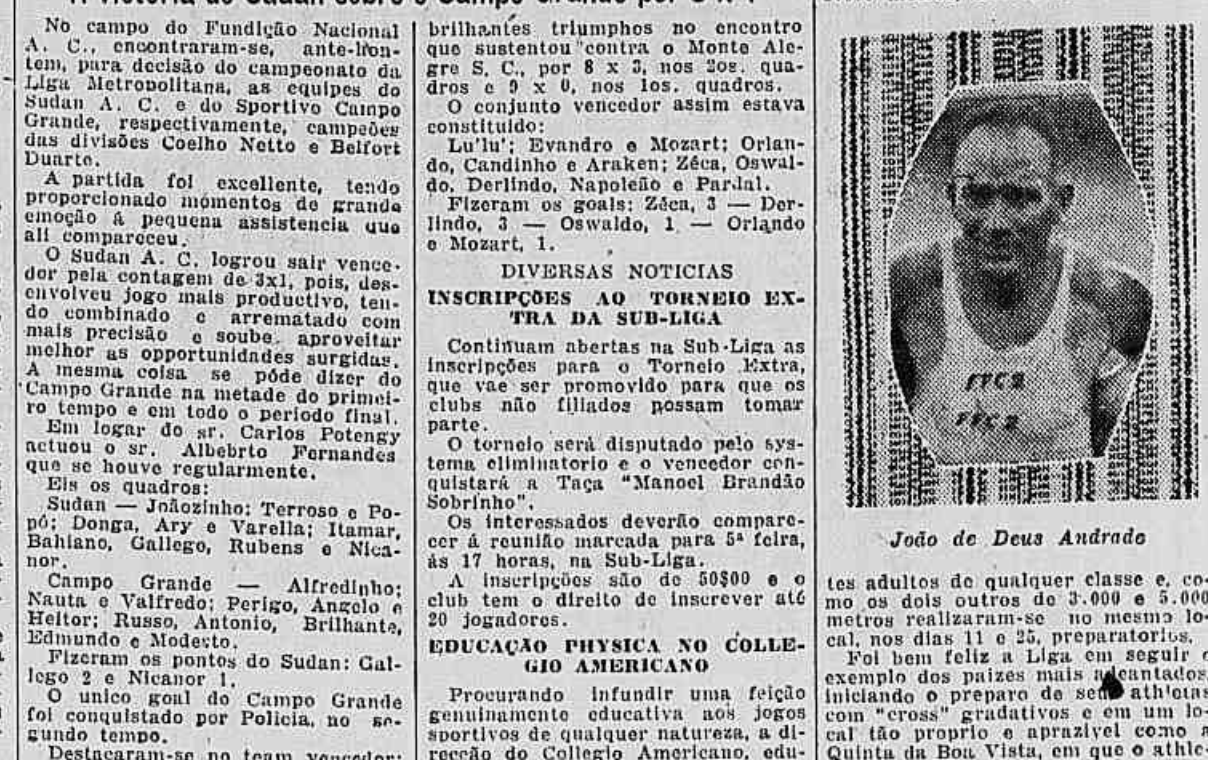 A victoria do Sudan sobre o Campo Grande por 3 x 1
No campo do Fundição Nacional
A. C., encontraram-se, ante-hon-
tem, para decisão do campeonato da
Liga Metropolitana, as equipes do
Sudan A. C. e do Sportivo Campo
Grande, respectivamente, campeões
das divisões Coelho Netto e Belfort
Duarte.
A partida foi excellente, tendo
proporcionado momentos de grande
emoção á pequena assistencia que
ali compareceu.
O Sudan A. C. logrou sair vence-
dor pela contagem de 3x1, pois, des-
envolveu jogo mais productivo, ten-
do combinado e arrematado com
mais precisão e soube aproveitar
melhor as opportunidades surgidas.
A mesma coisa se póde dizer do
Campo Grande na metade do primei-
ro tempo e em todo o periodo final.
Em logar do sr. Carlos Potengy
actuou o sr. Albebrto Fernandes
que se houve regularmente.
Eis os quadros:
Sudan — Joãozinho; Terroso e Po-
pó; Donga, Ary e Varella; Itamar,
Bahiano, Gallego, Rubens e Nica-
nor.
Campo Grande — Alfredinho;
Nauta e Valfredo; Perigo, Angelo e
Heitor; Russo, Antonio, Brilhante,
Edmundo e Modesto.
Fizeram os pontos do Sudan: Gal-
lego 2 e Nicanor 1.
O unico goal do Campo Grande
foi conquistado por Policia, no se-
gundo tempo.
Destacaram-se no team vencedor:
brilhantes triumphos no encontro
que sustentou contra o Monte Ale-
gre S. C., por 8 x 3, nos 2os. qua-
dros e 9 x 0, nos 1os. quadros.
O conjunto vencedor assim estava
constituido:
Lu'lu'; Evandro e Mozart; Orlan-
do, Candinho e Araken; Zéca, Oswal-
do, Derlindo, Napoleão e Pardal.
Fizeram os goals: Zéca, 3 — Der-
lindo, 3 — Oswaldo, 1 — Orlando
e Mozart, 1.
DIVERSAS NOTICIAS
INSCRIPÇÕES AO TORNEIO EX-
TRA DA SUB-LIGA
Continuam abertas na Sub-Liga as
inscripções para o Torneio Extra,
que vae ser promovido para que os
clubs não filiados possam tomar
parte.
O torneio será disputado pelo sys-
tema eliminatorio e o vencedor con-
quistará a Taça "Manoel Brandão
Sobrinho".
Os interessados deverão compare-
cer á reunião marcada para 5ª feira,
ás 17 horas, na Sub-Liga.
A inscripções são de 50$00 e o
club tem o direito de inscrever até
20 jogadores.
EDUCAÇÃO PHYSICA NO COLLE-
GIO AMERICANO
Procurando infundir uma feição
genuinamente educativa aos jogos
sportivos de qualquer natureza, a di-
recção do Collegio Americano, edu-
João de Deus Andrade
tes adultos de qualquer classe e, co-
mo os dois outros de 3.000 e 5.000
metros realizaram-se no mesmo lo-
cal, nos dias 11 e 25, preparatorios.
Foi bem feliz a Liga em seguir o
exemplo dos paizes mais
iniciando o preparo de seus athletas
com "cross" gradativos e em um lo-
cal tão proprio e aprazivel como a
Quinta da Boa Vista, em que o athle-